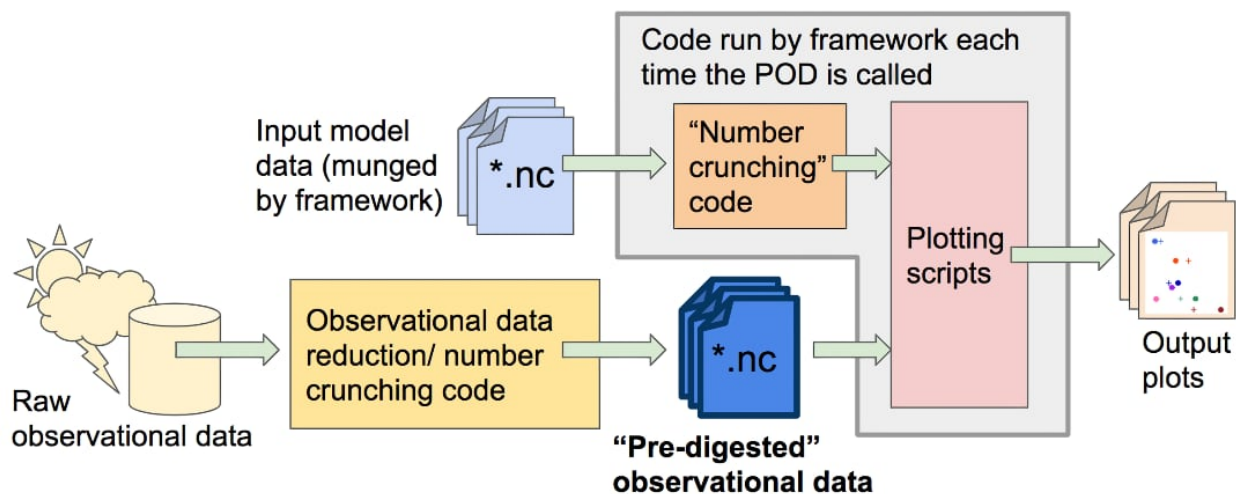 Code run by framework each
time the POD is called
Input model
data (munged
by framework)
*.nc
“Number
crunching”
code
Plotting
scripts
Output
plots
Raw
observational data
Observational data
reduction/ number
crunching code
*.nc
“Pre-digested”
observational data